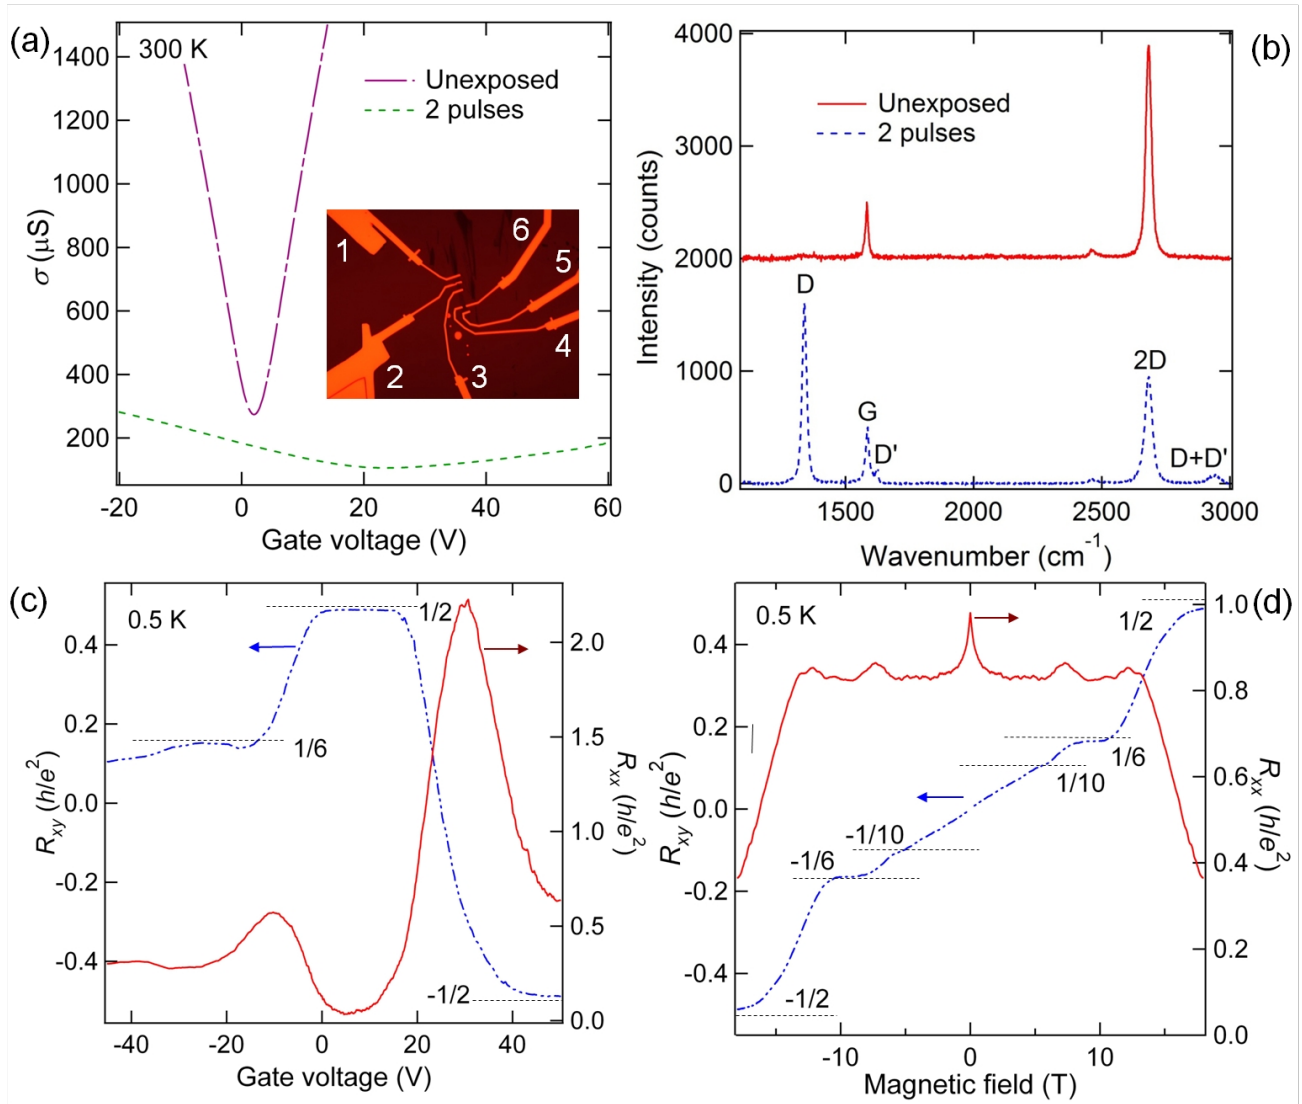 (a)
300 K
Unexposed
2 pulses
1400
1200
1000
800
600
400
200
σ (μS)
-20
0
20
40
60
Gate voltage (V)
1
2
3
4
5
6
(b)
Unexposed
2 pulses
4000
3000
2000
1000
0
Intensity (counts)
D
G
D'
2D
D+D'
1500
2000
2500
3000
Wavenumber (cm⁻¹)
(c)
0.5 K
1/2
1/6
-1/2
0.4
0.2
0.0
-0.2
-0.4
Rxy (h/e²)
2.0
1.5
1.0
0.5
0.0
Rxx (h/e²)
-40
-20
0
20
40
Gate voltage (V)
(d)
0.5 K
1/2
1/6
1/10
-1/10
-1/6
-1/2
0.4
0.2
0.0
-0.2
-0.4
Rxy (h/e²)
1.0
0.8
0.6
0.4
0.2
0.0
Rxx (h/e²)
-10
0
10
Magnetic field (T)